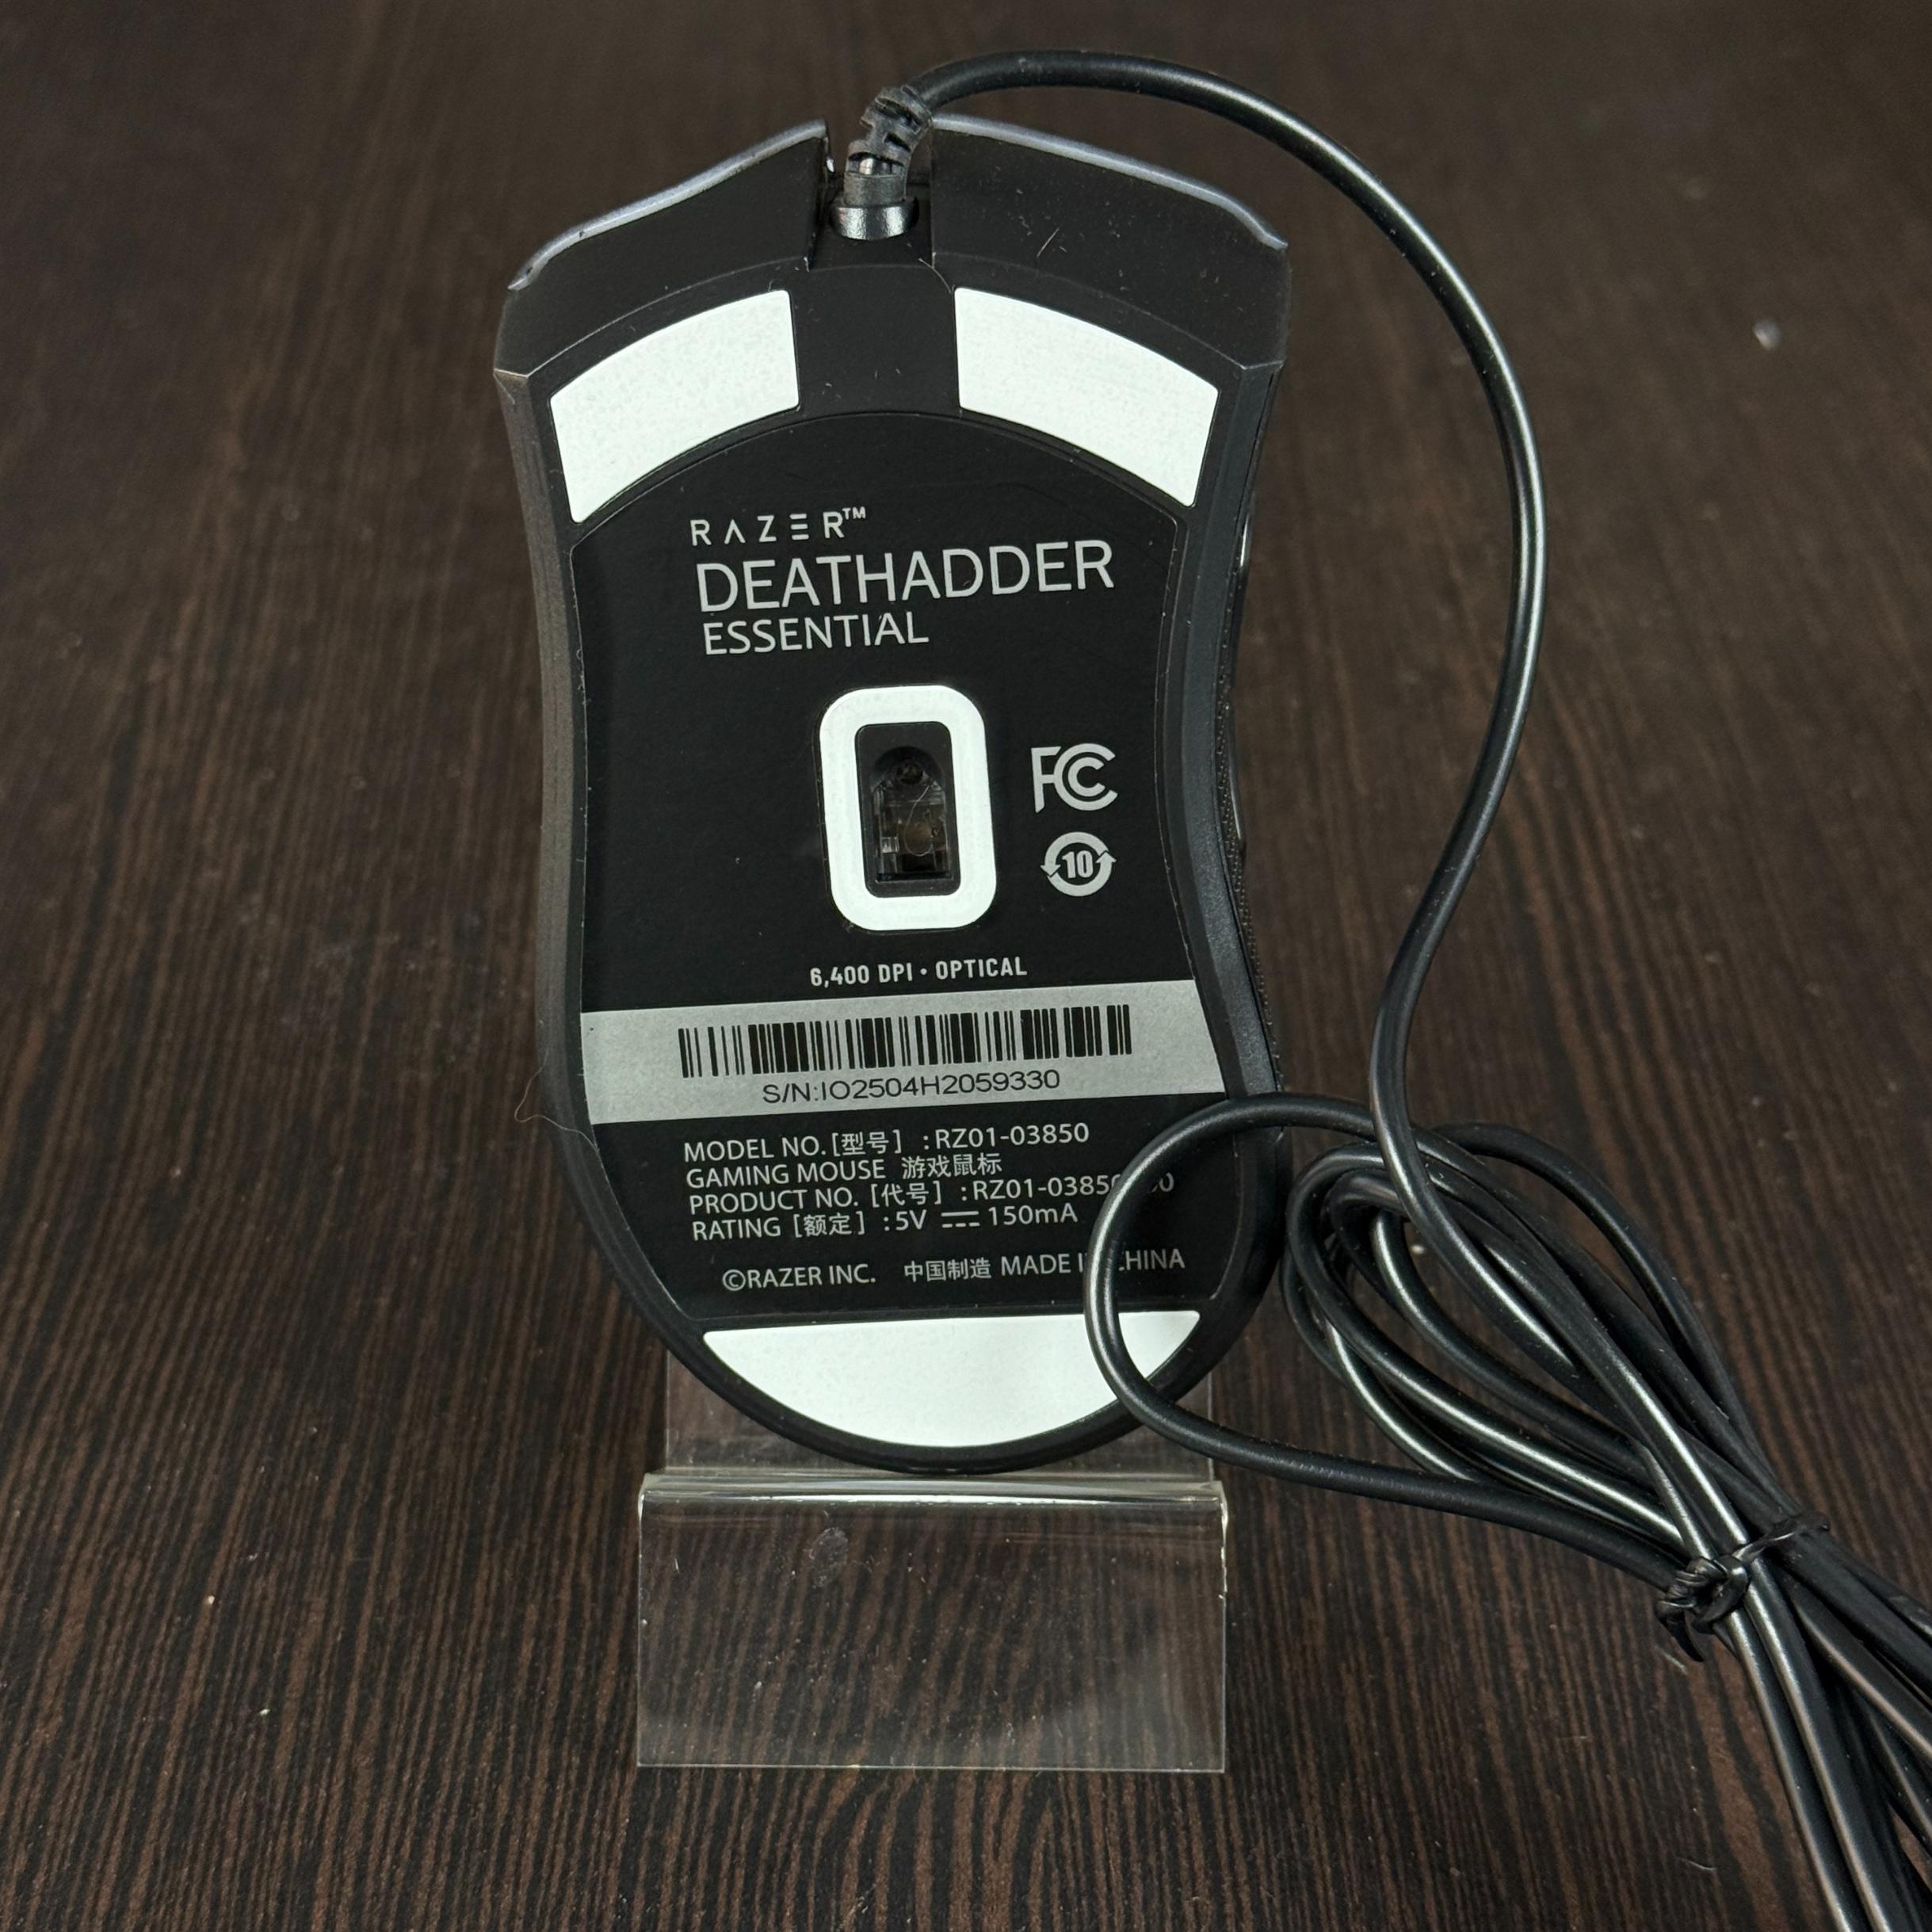 RAZER™
DEATHADDER
ESSENTIAL
FC
10
6,400 DPI • OPTICAL
S/N:IO2504H2059330
MODEL NO.[型号] :RZ01-03850
GAMING MOUSE 游戏鼠标
PRODUCT NO. [代号] :
RATING [额定] :5V ⎓ 150mA
©RAZER INC. 中国制造 MADE IN CHINA